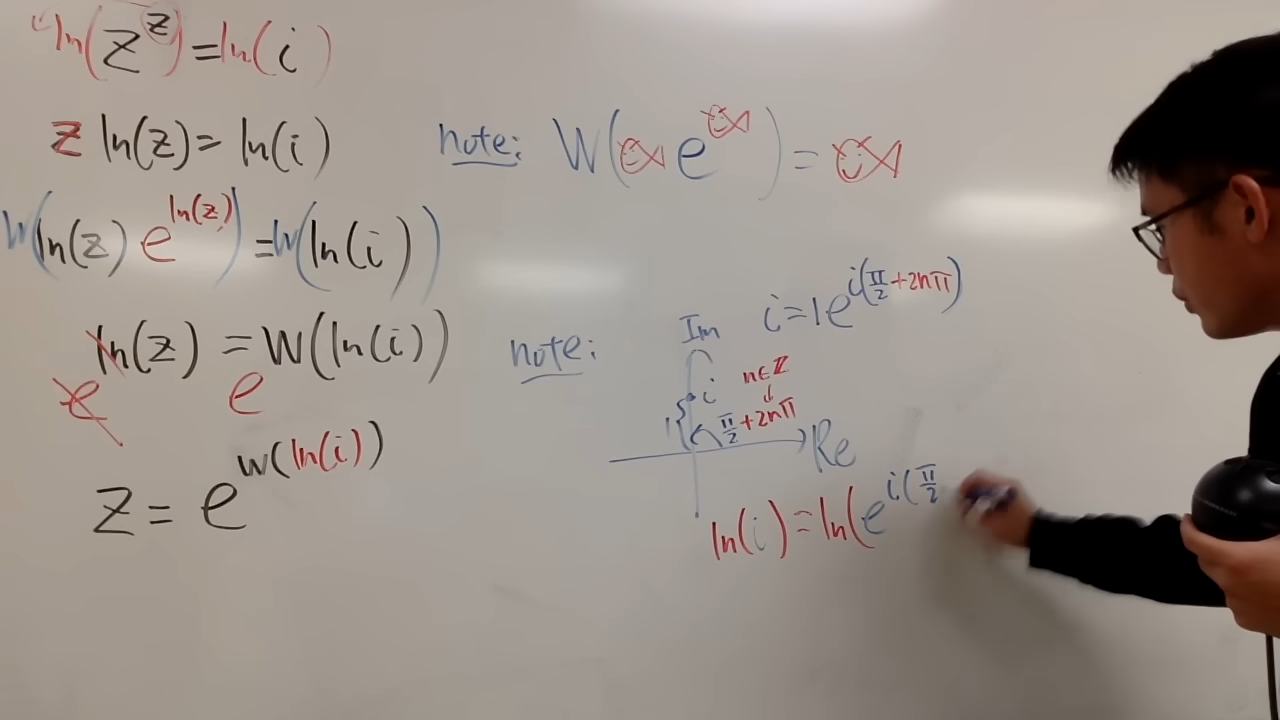 ln(z^z) = ln(i)
z ln(z) = ln(i)
W(ln(z) e^ln(z)) = W(ln(i))
ln(z) = W(ln(i))
e e
z = e^W(ln(i))
note: W( e ) =
note:
Im i = 1e^i(π/2+2nπ)
i n∈ℤ
↓
1 π/2+2nπ
Re
ln(i) = ln(e^i(π/2